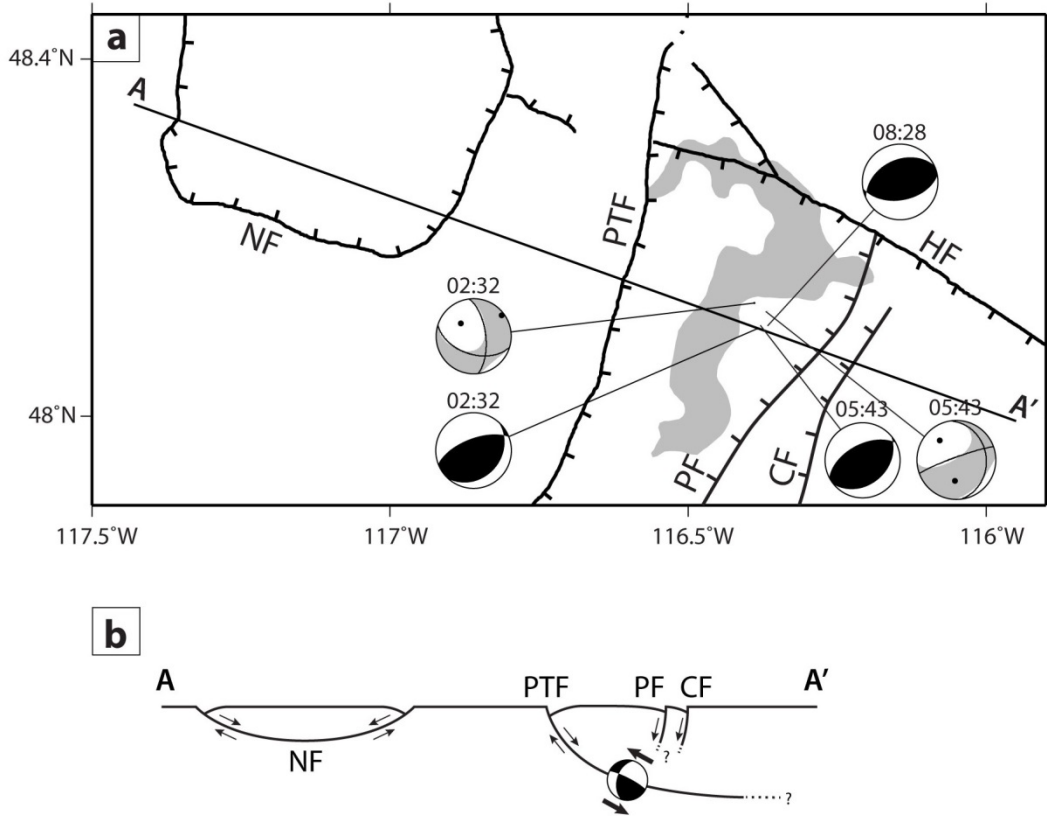 a
48.4°N
A
08:28
NF
PTF
HF
02:32
48°N
02:32
PF
CF
05:43
05:43
A'
117.5°W
117°W
116.5°W
116°W
b
A
PTF
PF
CF
A'
NF
?
?